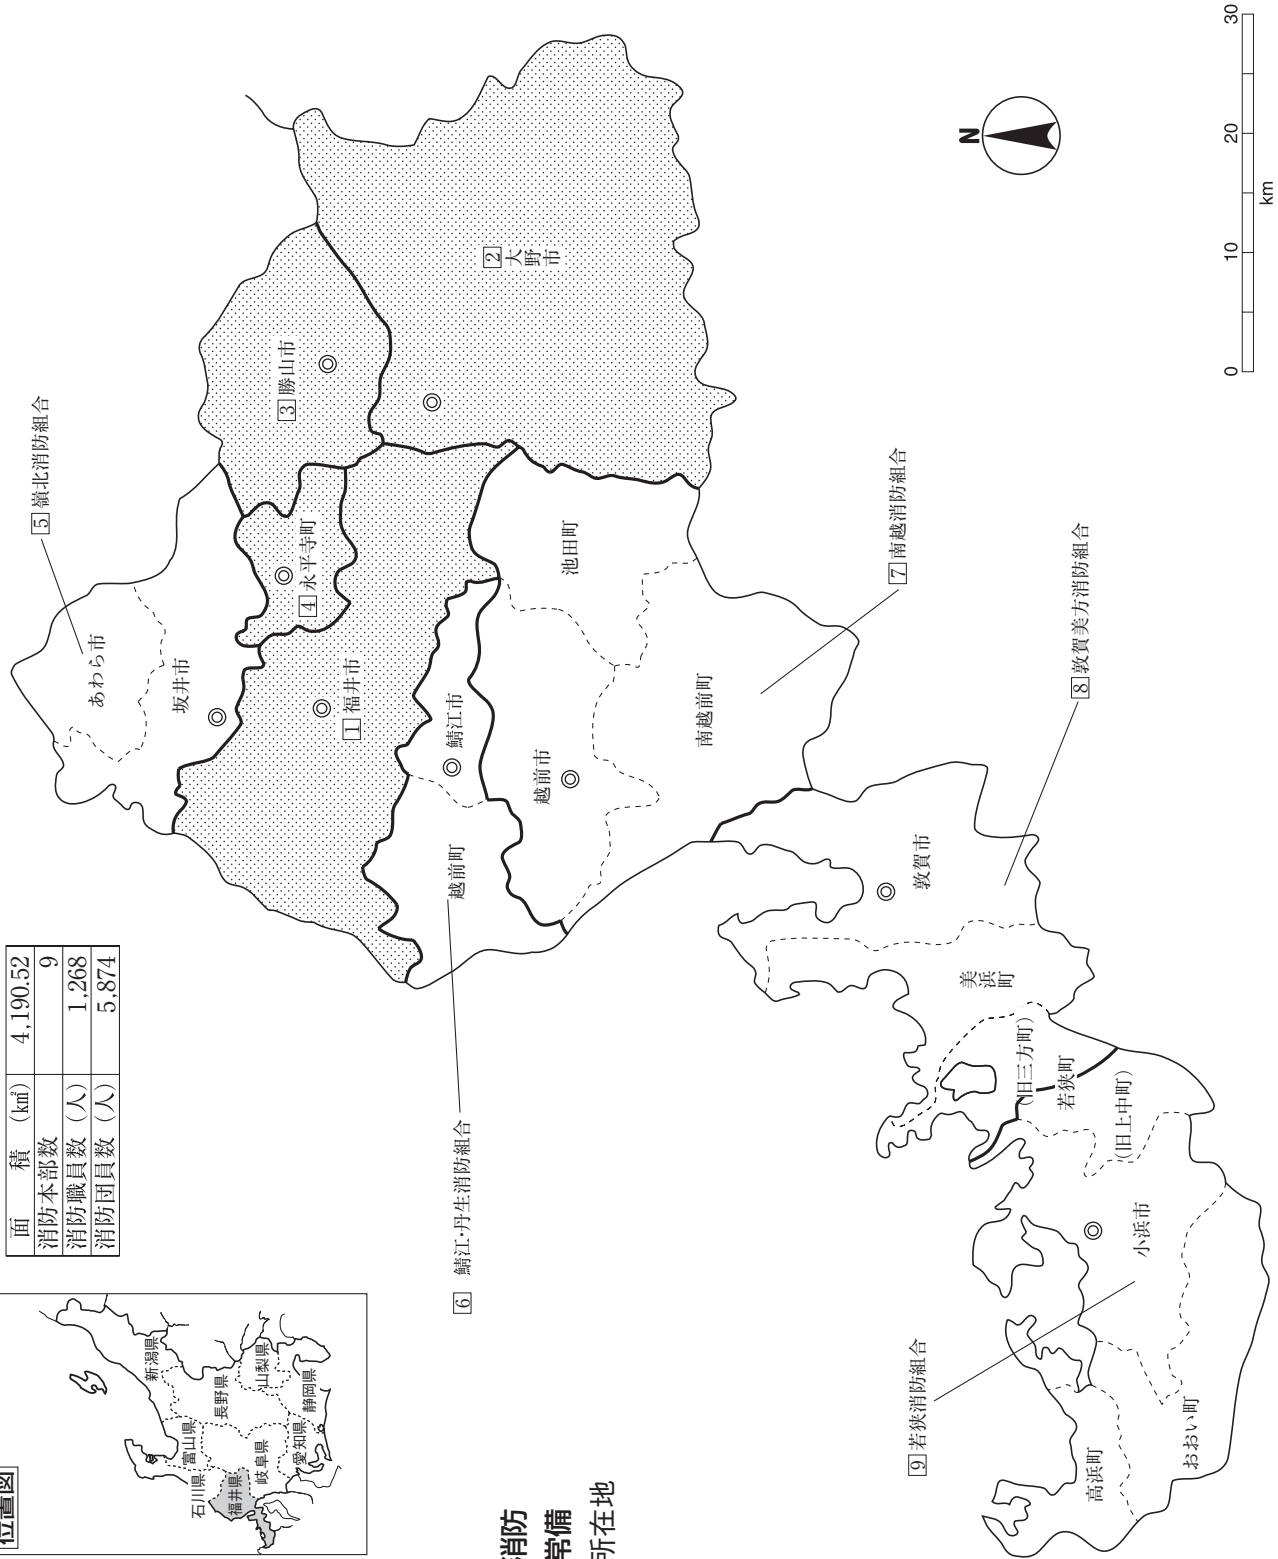 位置図
新潟県
富山県
石川県
長野県
山梨県
福井県
岐阜県
愛知県
静岡県
面積（㎢） 4,190.52
消防本部数 9
消防職員数（人） 1,268
消防団員数（人） 5,874
消防
常備
所在地
5 嶺北消防組合
あわら市
坂井市
3 勝山市
4 永平寺町
1 福井市
2 大野市
鯖江市
越前町
池田町
越前市
南越前町
6 鯖江・丹生消防組合
7 南越消防組合
8 敦賀美方消防組合
敦賀市
美浜町
（旧三方町）
若狭町
（旧上中町）
小浜市
9 若狭消防組合
おおい町
高浜町
N
0 10 20 30
km